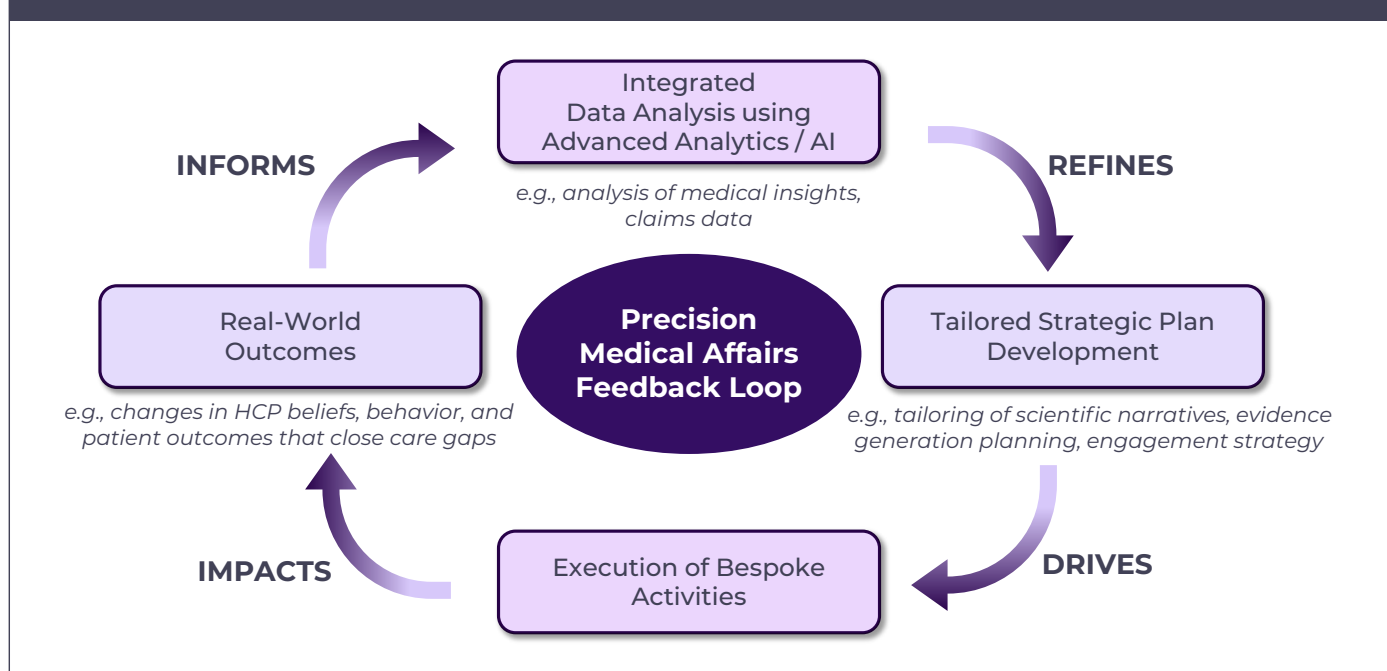 Integrated
Data Analysis using
Advanced Analytics / AI
INFORMS
REFINES
e.g., analysis of medical insights,
claims data
Real-World
Outcomes
Precision
Medical Affairs
Feedback Loop
Tailored Strategic Plan
Development
e.g., changes in HCP beliefs, behavior, and
patient outcomes that close care gaps
e.g., tailoring of scientific narratives, evidence
generation planning, engagement strategy
IMPACTS
DRIVES
Execution of Bespoke
Activities